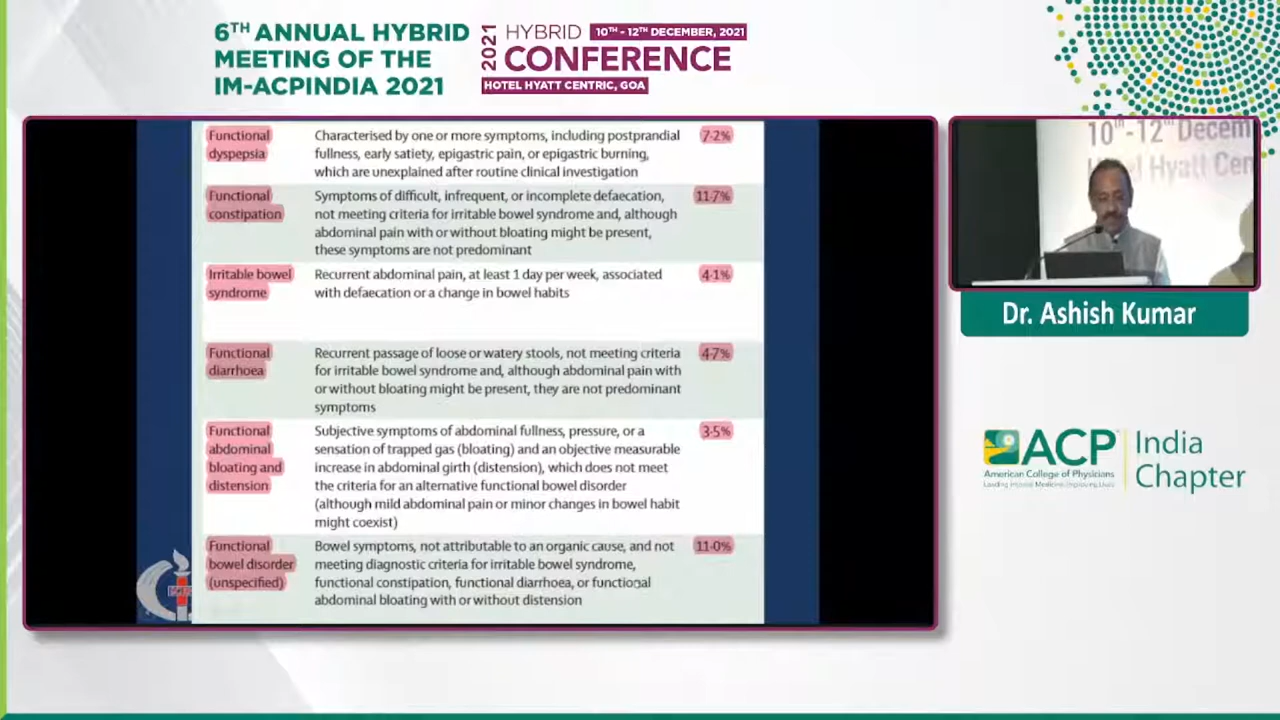 6TH ANNUAL HYBRID
MEETING OF THE
IM-ACPINDIA 2021
2021
HYBRID
10TH - 12TH DECEMBER, 2021
CONFERENCE
HOTEL HYATT CENTRIC, GOA
Functional
dyspepsia
Characterised by one or more symptoms, including postprandial
fullness, early satiety, epigastric pain, or epigastric burning,
which are unexplained after routine clinical investigation
7·2%
Functional
constipation
Symptoms of difficult, infrequent, or incomplete defaecation,
not meeting criteria for irritable bowel syndrome and, although
abdominal pain with or without bloating might be present,
these symptoms are not predominant
11·7%
Irritable bowel
syndrome
Recurrent abdominal pain, at least 1 day per week, associated
with defaecation or a change in bowel habits
4·1%
Functional
diarrhoea
Recurrent passage of loose or watery stools, not meeting criteria
for irritable bowel syndrome and, although abdominal pain with
or without bloating might be present, they are not predominant
symptoms
4·7%
Functional
abdominal
bloating and
distension
Subjective symptoms of abdominal fullness, pressure, or a
sensation of trapped gas (bloating) and an objective measurable
increase in abdominal girth (distension), which does not meet
the criteria for an alternative functional bowel disorder
(although mild abdominal pain or minor changes in bowel habit
might coexist)
3·5%
Functional
bowel disorder
(unspecified)
Bowel symptoms, not attributable to an organic cause, and not
meeting diagnostic criteria for irritable bowel syndrome,
functional constipation, functional diarrhoea, or functional
abdominal bloating with or without distension
11·0%
10th-12th Decem
Hyatt Cen
Dr. Ashish Kumar
ACP
American College of Physicians
Leading Internal Medicine, Improving Lives
India
Chapter